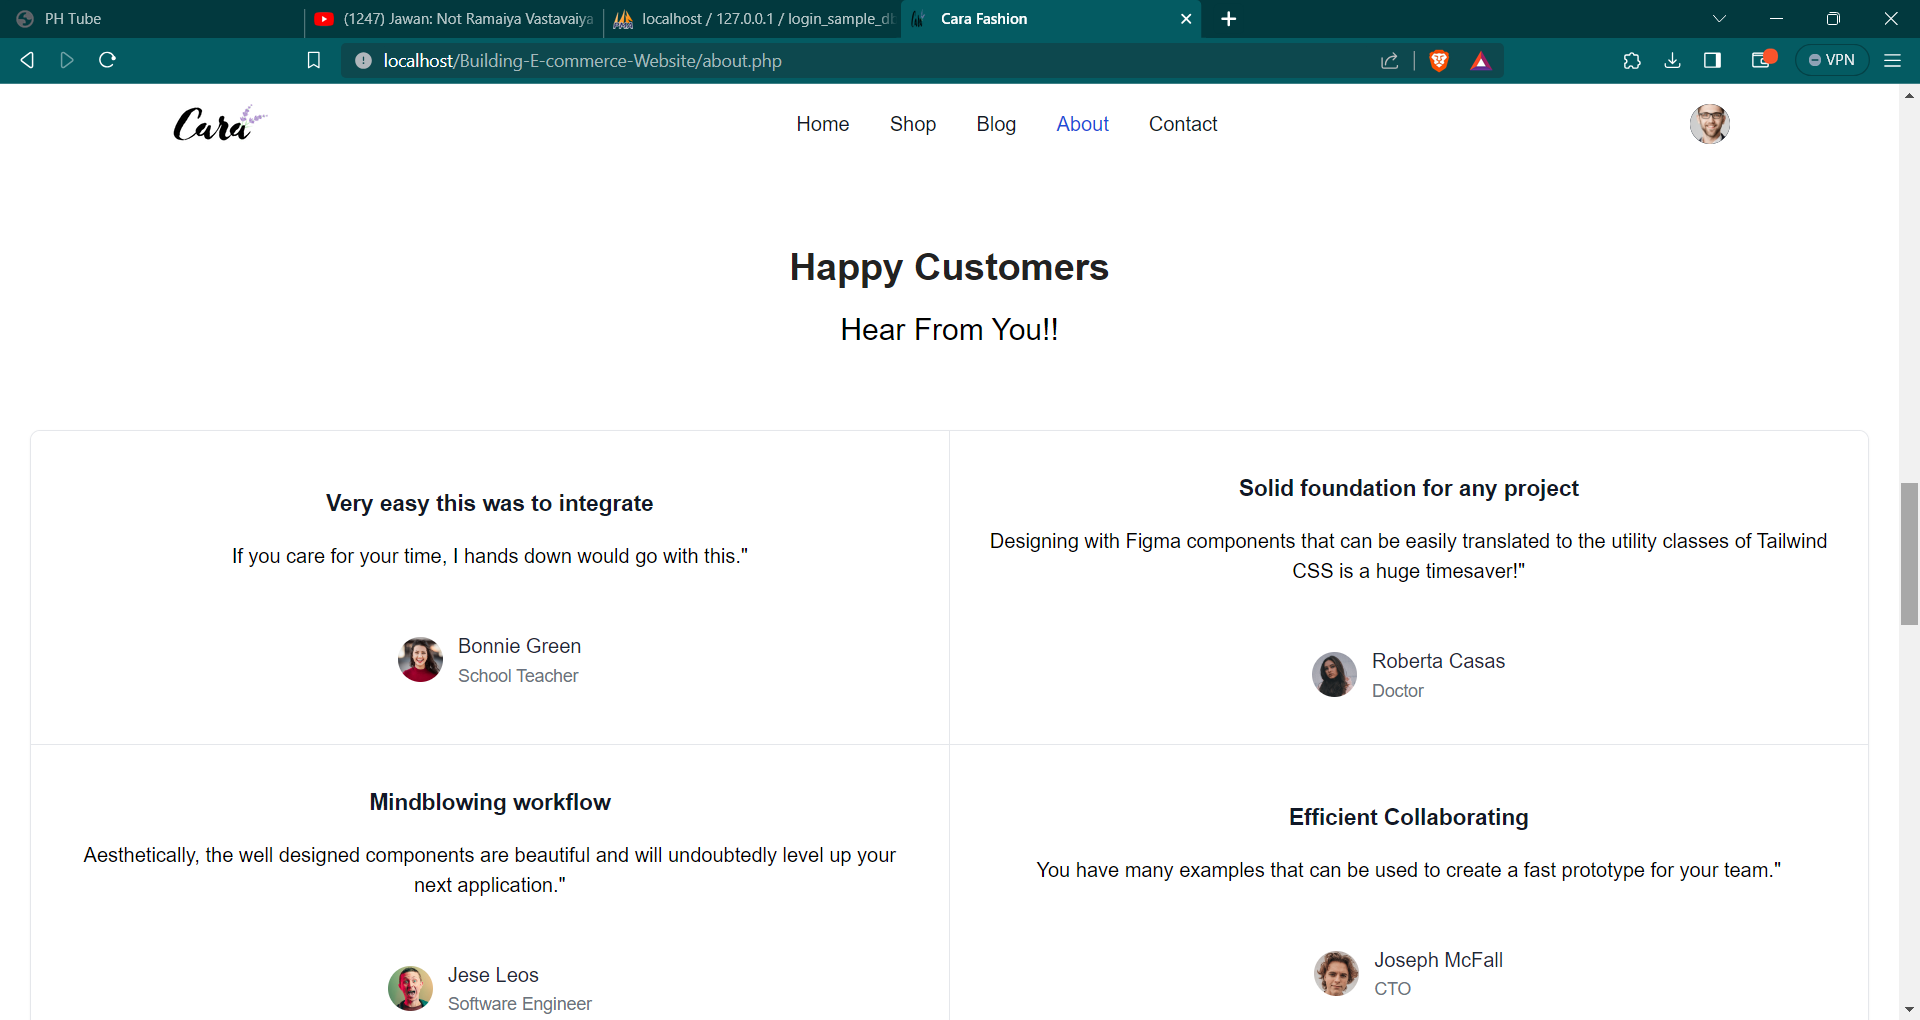 PH Tube
(1247) Jawan: Not Ramaiya Vastavaiya
localhost / 127.0.0.1 / login_sample_d
Cara Fashion
localhost/Building-E-commerce-Website/about.php
VPN
Cara
Home
Shop
Blog
About
Contact
Happy Customers
Hear From You!!
Very easy this was to integrate
If you care for your time, I hands down would go with this."
Bonnie Green
School Teacher
Solid foundation for any project
Designing with Figma components that can be easily translated to the utility classes of Tailwind
CSS is a huge timesaver!"
Roberta Casas
Doctor
Mindblowing workflow
Aesthetically, the well designed components are beautiful and will undoubtedly level up your
next application."
Jese Leos
Software Engineer
Efficient Collaborating
You have many examples that can be used to create a fast prototype for your team."
Joseph McFall
CTO